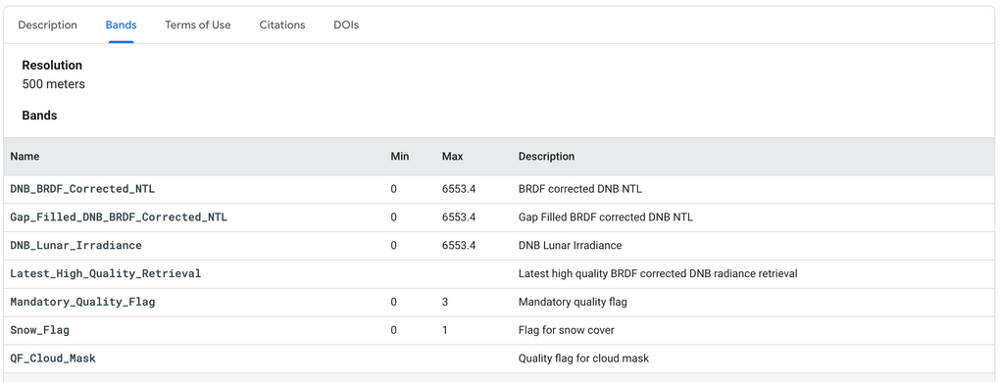 Description Bands Terms of Use Citations DOIs
Resolution
500 meters
Bands
Name Min Max Description
DNB_BRDF_Corrected_NTL 0 6553.4 BRDF corrected DNB NTL
Gap_Filled_DNB_BRDF_Corrected_NTL 0 6553.4 Gap Filled BRDF corrected DNB NTL
DNB_Lunar_Irradiance 0 6553.4 DNB Lunar Irradiance
Latest_High_Quality_Retrieval Latest high quality BRDF corrected DNB radiance retrieval
Mandatory_Quality_Flag 0 3 Mandatory quality flag
Snow_Flag 0 1 Flag for snow cover
QF_Cloud_Mask Quality flag for cloud mask